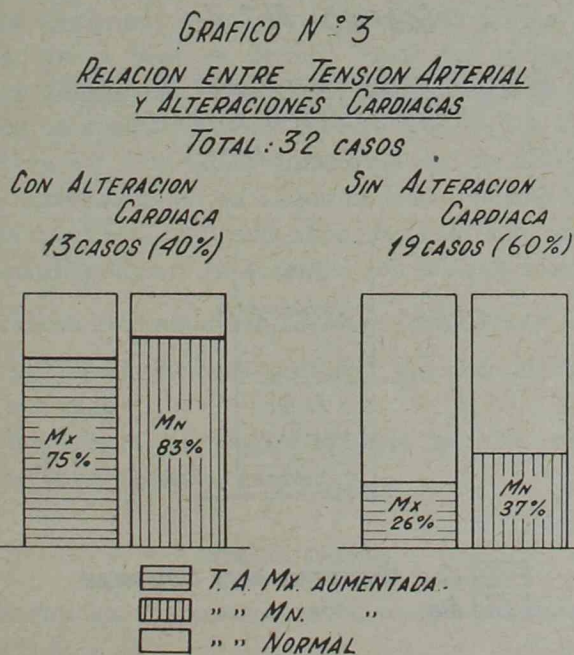 GRAFICO Nº 3
RELACION ENTRE TENSION ARTERIAL
Y ALTERACIONES CARDIACAS
TOTAL: 32 CASOS
CON ALTERACION
CARDIACA
13 CASOS (40%)
SIN ALTERACION
CARDIACA
19 CASOS (60%)
Mx
75%
MN
83%
Mx
26%
MN
37%
T. A. Mx. AUMENTADA.-
" " MN. "
" " NORMAL